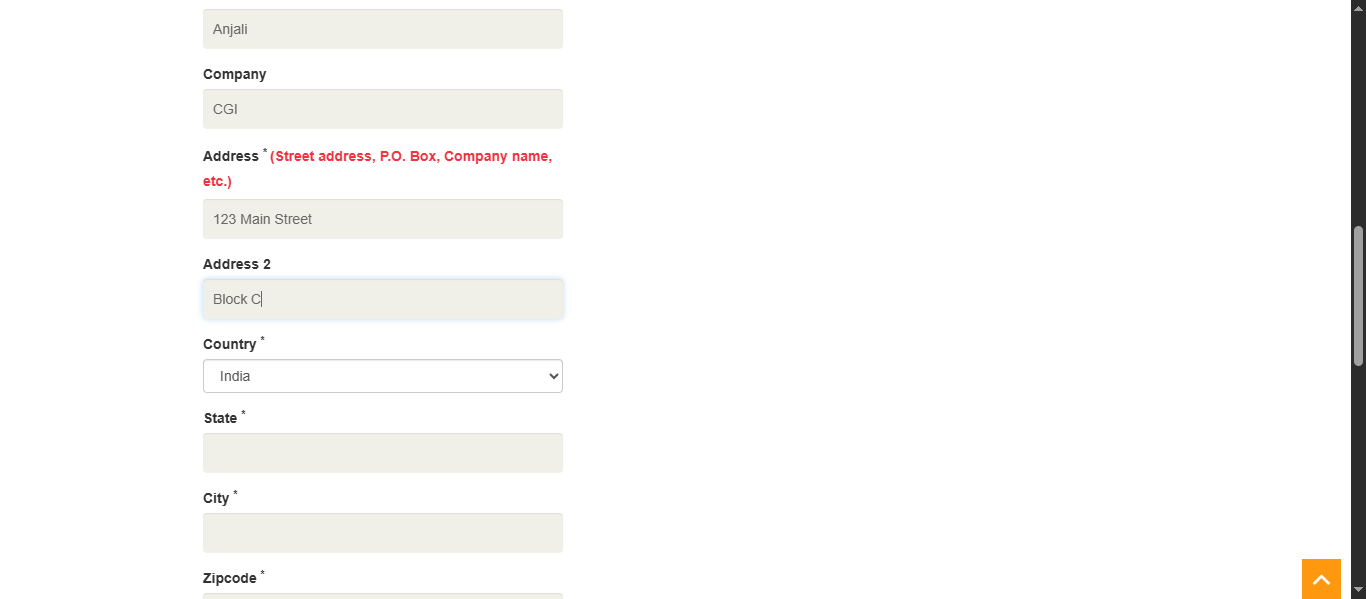 Anjali
Company
CGI
Address * (Street address, P.O. Box, Company name,
etc.)
123 Main Street
Address 2
Block C
Country *
India
State *
City *
Zipcode *